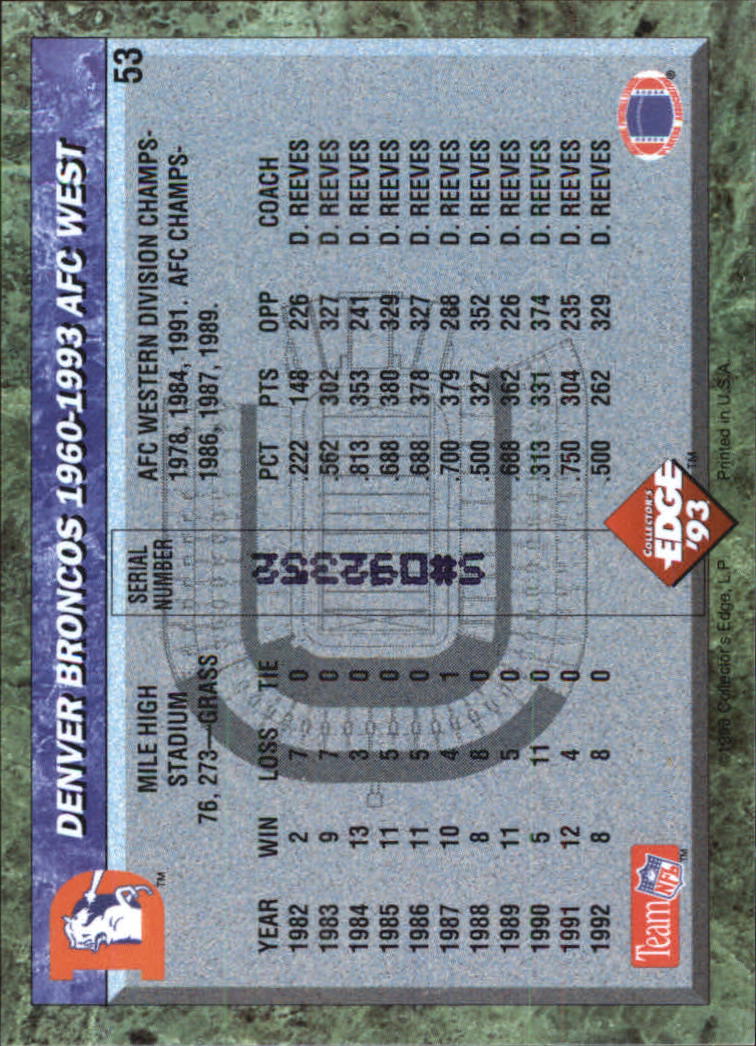 DENVER BRONCOS 1960-1993 AFC WEST
53
TM
MILE HIGH
STADIUM
76, 273—GRASS
SERIAL
NUMBER
S#092352
AFC WESTERN DIVISION CHAMPS-
1978, 1984, 1991. AFC CHAMPS-
1986, 1987, 1989.
YEAR WIN LOSS TIE PCT PTS OPP COACH
1982 2 7 0 .222 148 226 D. REEVES
1983 9 7 0 .562 302 327 D. REEVES
1984 13 3 0 .813 353 241 D. REEVES
1985 11 5 0 .688 380 329 D. REEVES
1986 11 5 0 .688 378 327 D. REEVES
1987 10 4 1 .700 379 288 D. REEVES
1988 8 8 0 .500 327 352 D. REEVES
1989 11 5 0 .688 362 226 D. REEVES
1990 5 11 0 .313 331 374 D. REEVES
1991 12 4 0 .750 304 235 D. REEVES
1992 8 8 0 .500 262 329 D. REEVES
Team NFL TM
COLLECTOR'S
EDGE TM
'93
®
Collector's Edge, L.P. Printed in U.S.A.